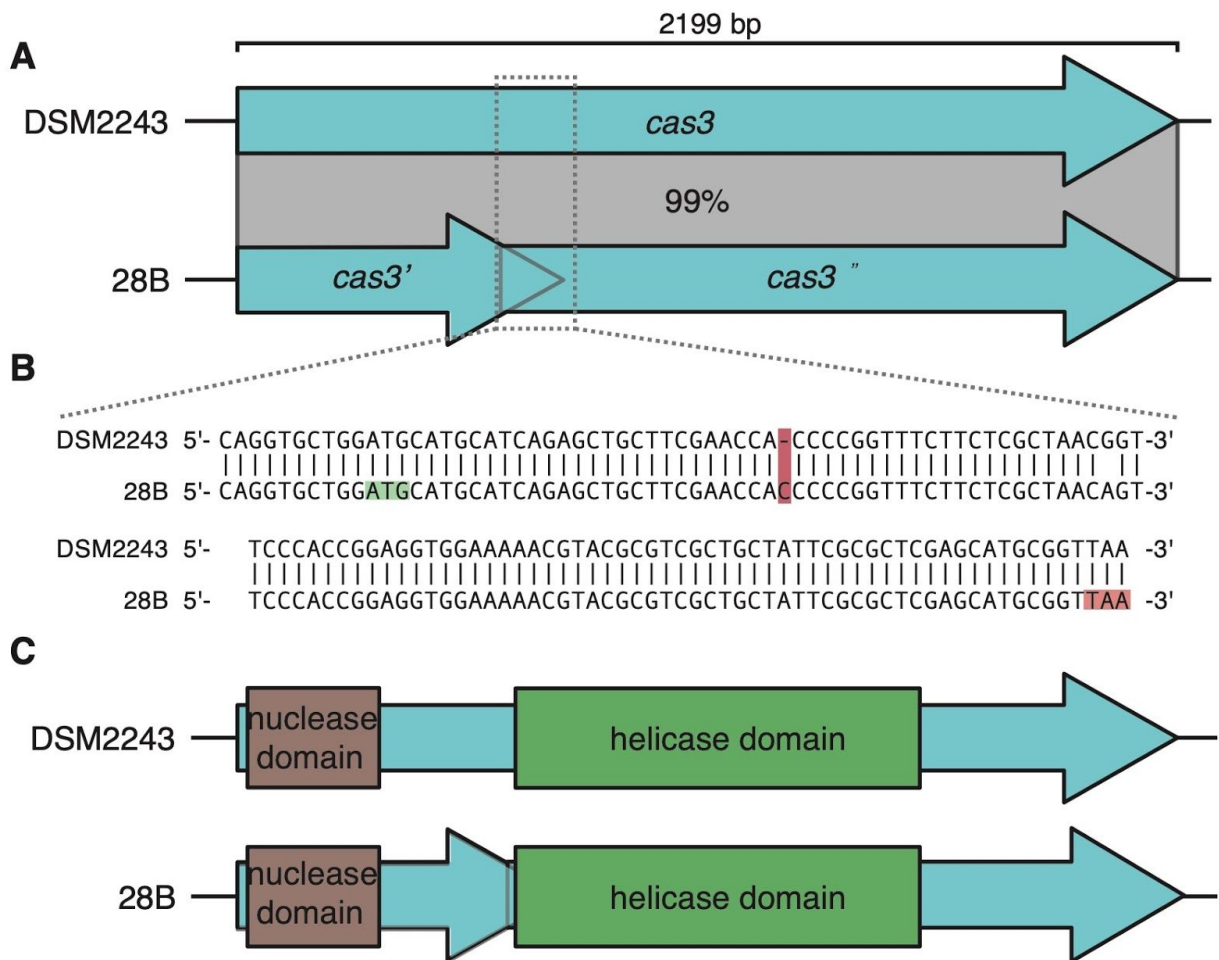 A
2199 bp
DSM2243
cas3
99%
28B
cas3’
cas3 ”
B
DSM2243 5'- CAGGTGCTGGATGCATGCATCAGAGCTGCTTCGAACCA-CCCCGGTTTCTTCTCGCTAACGGT-3'
28B 5'- CAGGTGCTGGATGCATGCATCAGAGCTGCTTCGAACCACCCCCGGTTTCTTCTCGCTAACAGT-3'
DSM2243 5'- TCCCACCGGAGGTGGAAAAACGTACGCGTCGCTGCTATTCGCGCTCGAGCATGCGGTTAA -3'
28B 5'- TCCCACCGGAGGTGGAAAAACGTACGCGTCGCTGCTATTCGCGCTCGAGCATGCGGTTAA -3'
C
DSM2243
nuclease
domain
helicase domain
28B
nuclease
domain
helicase domain